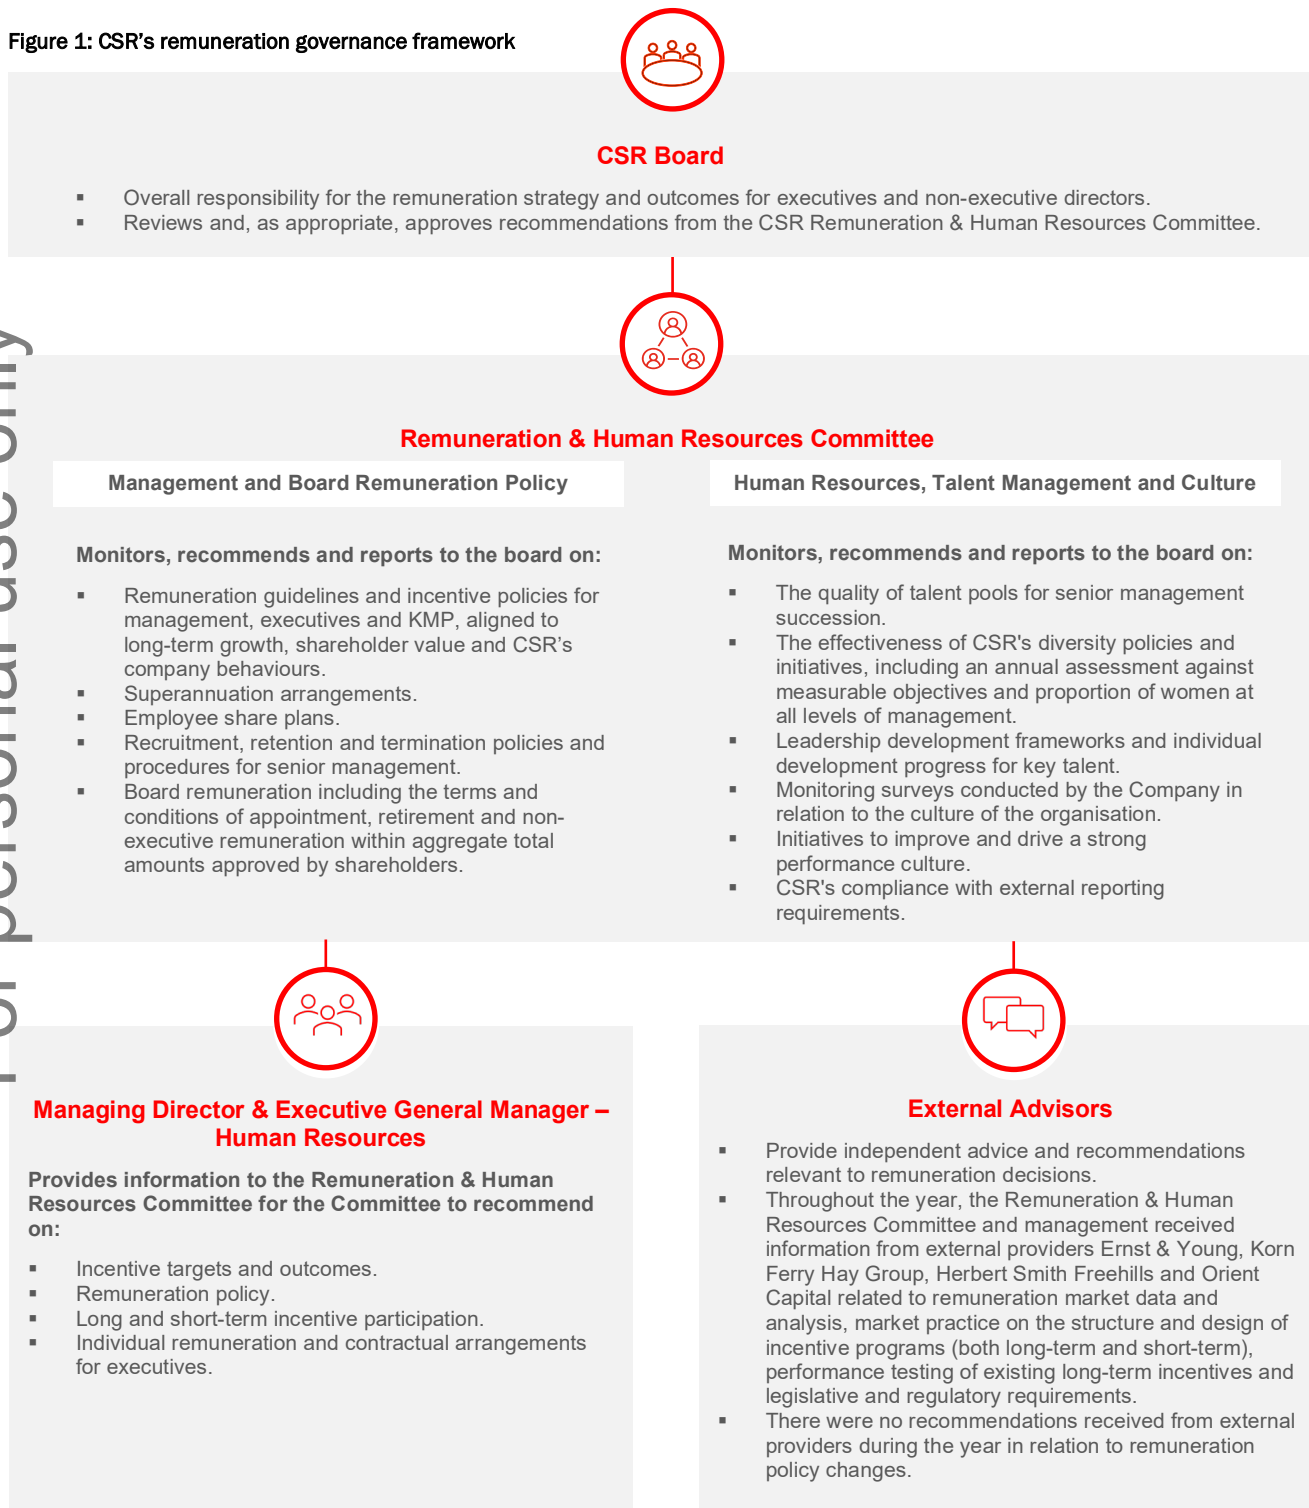 Figure 1: CSR’s remuneration governance framework
CSR Board
▪ Overall responsibility for the remuneration strategy and outcomes for executives and non-executive directors.
▪ Reviews and, as appropriate, approves recommendations from the CSR Remuneration & Human Resources Committee.
Remuneration & Human Resources Committee
Management and Board Remuneration Policy
Monitors, recommends and reports to the board on:
▪ Remuneration guidelines and incentive policies for
management, executives and KMP, aligned to
long-term growth, shareholder value and CSR’s
company behaviours.
▪ Superannuation arrangements.
▪ Employee share plans.
▪ Recruitment, retention and termination policies and
procedures for senior management.
▪ Board remuneration including the terms and
conditions of appointment, retirement and non-
executive remuneration within aggregate total
amounts approved by shareholders.
Human Resources, Talent Management and Culture
Monitors, recommends and reports to the board on:
▪ The quality of talent pools for senior management
succession.
▪ The effectiveness of CSR's diversity policies and
initiatives, including an annual assessment against
measurable objectives and proportion of women at
all levels of management.
▪ Leadership development frameworks and individual
development progress for key talent.
▪ Monitoring surveys conducted by the Company in
relation to the culture of the organisation.
▪ Initiatives to improve and drive a strong
performance culture.
▪ CSR's compliance with external reporting
requirements.
Managing Director & Executive General Manager –
Human Resources
Provides information to the Remuneration & Human
Resources Committee for the Committee to recommend
on:
▪ Incentive targets and outcomes.
▪ Remuneration policy.
▪ Long and short-term incentive participation.
▪ Individual remuneration and contractual arrangements
for executives.
External Advisors
▪ Provide independent advice and recommendations
relevant to remuneration decisions.
▪ Throughout the year, the Remuneration & Human
Resources Committee and management received
information from external providers Ernst & Young, Korn
Ferry Hay Group, Herbert Smith Freehills and Orient
Capital related to remuneration market data and
analysis, market practice on the structure and design of
incentive programs (both long-term and short-term),
performance testing of existing long-term incentives and
legislative and regulatory requirements.
▪ There were no recommendations received from external
providers during the year in relation to remuneration
policy changes.
For personal use only